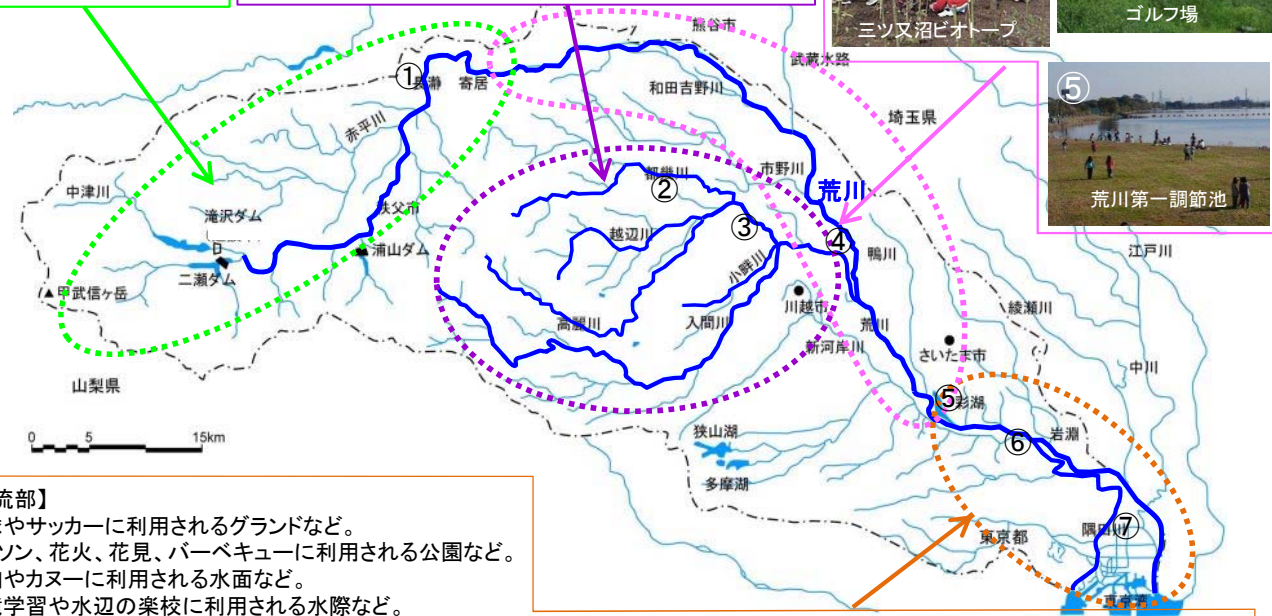 三ツ又沼ビオトープ
ゴルフ場
⑤
荒川第一調節池
熊谷市
武蔵水路
①
長瀞
寄居
和田吉野川
埼玉県
赤平川
中津川
都幾川
②
市野川
荒川
滝沢ダム
秩父市
越辺川
③
④
鴨川
江戸川
浦山ダム
二瀬ダム
小畔川
川越市
▲甲武信ヶ岳
高麗川
入間川
荒川
綾瀬川
新河岸川
さいたま市
中川
山梨県
⑤
彩湖
0 5 15km
狭山湖
⑥
岩淵
多摩湖
流部】
やサッカーに利用されるグランドなど。
ソン、花火、花見、バーベキューに利用される公園など。
やカヌーに利用される水面など。
学習や水辺の楽校に利用される水際など。
東京都
隅田川
⑦
東京湾